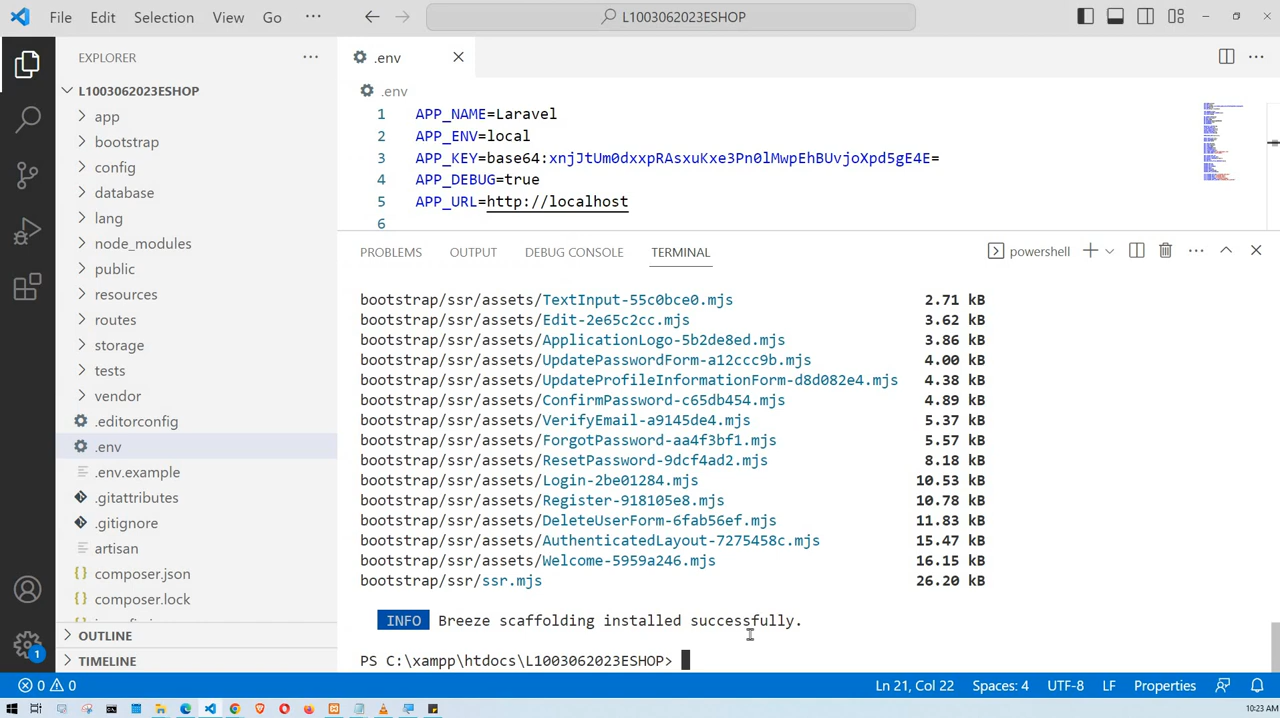 File Edit Selection View Go ··· L1003062023ESHOP
EXPLORER ···
L1003062023ESHOP
app
bootstrap
config
database
lang
node_modules
public
resources
routes
storage
tests
vendor
.editorconfig
.env
.env.example
.gitattributes
.gitignore
artisan
{} composer.json
{} composer.lock
OUTLINE
TIMELINE
1
.env
.env
1 APP_NAME=Laravel
2 APP_ENV=local
3 APP_KEY=base64:xnjJtUm0dxxpRAsxuKxe3Pn0lMwpEhBUvjoXpd5gE4E=
4 APP_DEBUG=true
5 APP_URL=http://localhost
6
PROBLEMS OUTPUT DEBUG CONSOLE TERMINAL powershell
bootstrap/ssr/assets/TextInput-55c0bce0.mjs 2.71 kB
bootstrap/ssr/assets/Edit-2e65c2cc.mjs 3.62 kB
bootstrap/ssr/assets/ApplicationLogo-5b2de8ed.mjs 3.86 kB
bootstrap/ssr/assets/UpdatePasswordForm-a12ccc9b.mjs 4.00 kB
bootstrap/ssr/assets/UpdateProfileInformationForm-d8d082e4.mjs 4.38 kB
bootstrap/ssr/assets/ConfirmPassword-c65db454.mjs 4.89 kB
bootstrap/ssr/assets/VerifyEmail-a9145de4.mjs 5.37 kB
bootstrap/ssr/assets/ForgotPassword-aa4f3bf1.mjs 5.57 kB
bootstrap/ssr/assets/ResetPassword-9dcf4ad2.mjs 8.18 kB
bootstrap/ssr/assets/Login-2be01284.mjs 10.53 kB
bootstrap/ssr/assets/Register-918105e8.mjs 10.78 kB
bootstrap/ssr/assets/DeleteUserForm-6fab56ef.mjs 11.83 kB
bootstrap/ssr/assets/AuthenticatedLayout-7275458c.mjs 15.47 kB
bootstrap/ssr/assets/Welcome-5959a246.mjs 16.15 kB
bootstrap/ssr/ssr.mjs 26.20 kB
INFO Breeze scaffolding installed successfully.
PS C:\xampp\htdocs\L1003062023ESHOP>
0 0 Ln 21, Col 22 Spaces: 4 UTF-8 LF Properties
10:23 AM